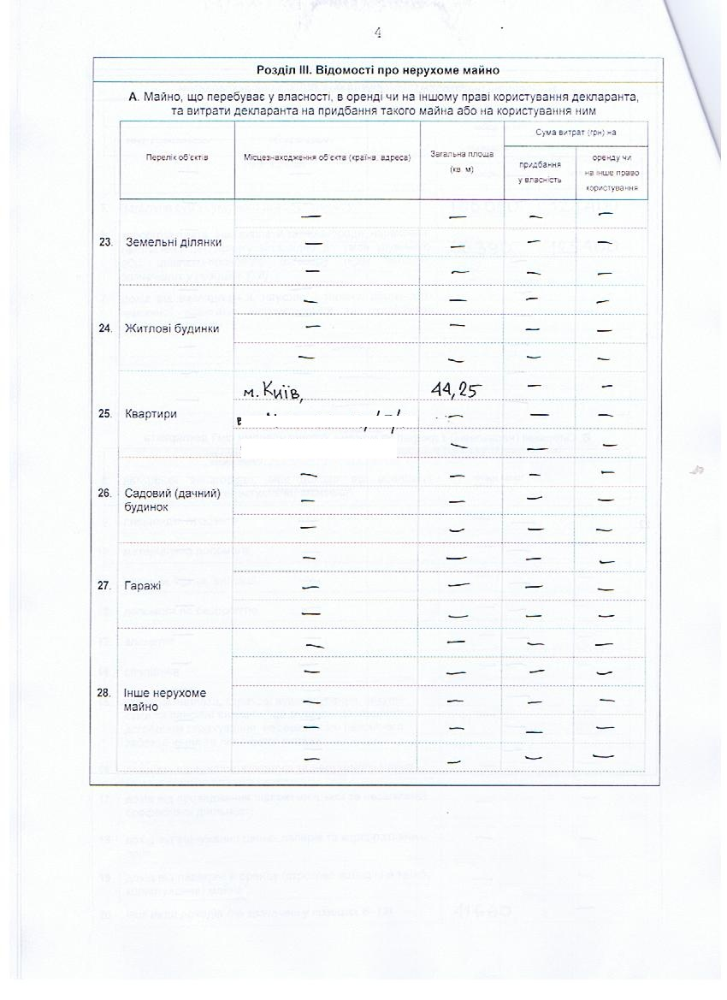 4
Розділ III. Відомості про нерухоме майно
А. Майно, що перебуває у власності, в оренді чи на іншому праві користування декларанта,
та витрати декларанта на придбання такого майна або на користування ним
Перелік об'єктів
Місцезнаходження об'єкта (країна, адреса)
Загальна площа
(кв. м)
Сума витрат (грн) на
придбання
у власність
оренду чи
на інше право
користування
— — — —
23. Земельні ділянки — — — —
— — — —
— — — —
24. Житлові будинки — — — —
— — — —
м. Київ, 44,25 — —
25. Квартири — — —
— — —
— — — —
26. Садовий (дачний)
будинок — — — —
— — — —
— — — —
27. Гаражі — — — —
— — — —
— — — —
— — — —
28. Інше нерухоме
майно — — — —
— — — —
— — — —